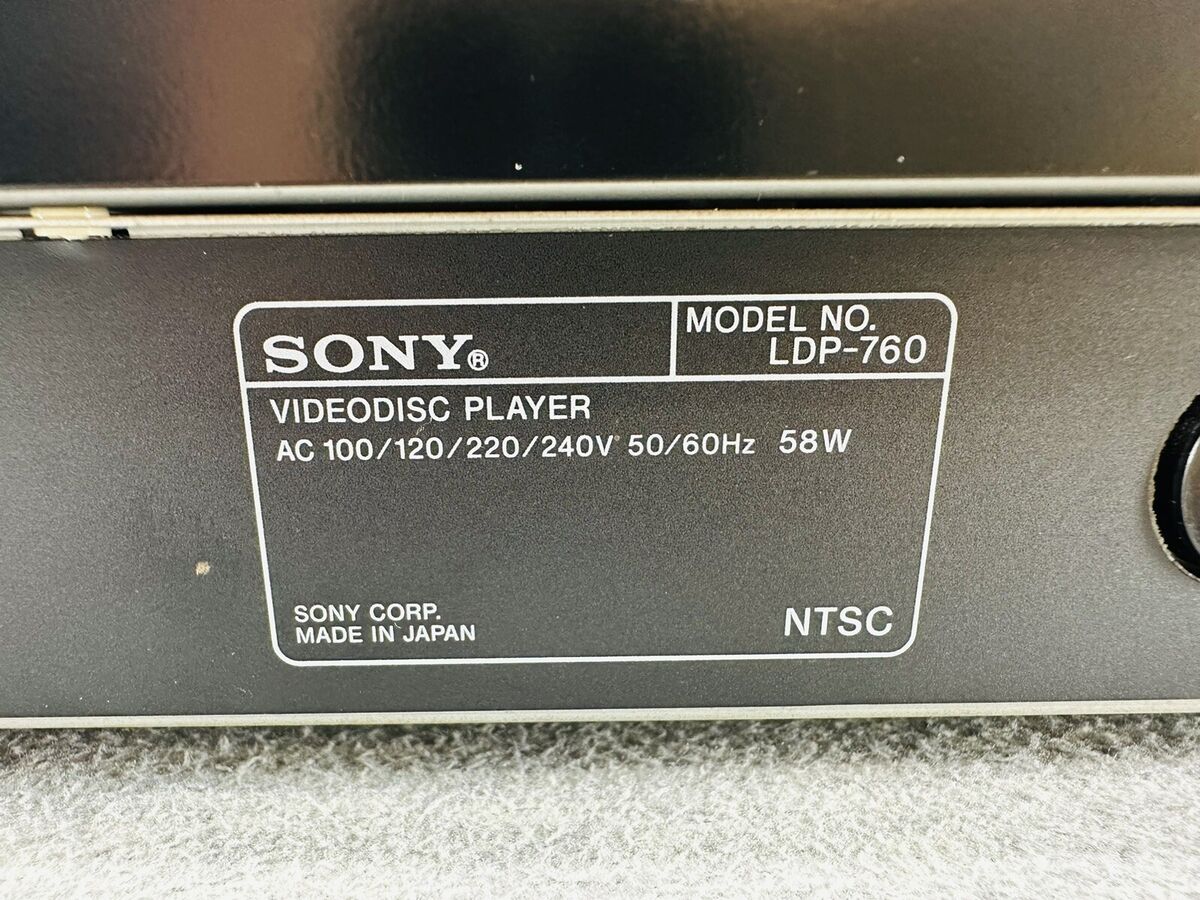 SONY®
MODEL NO.
LDP-760
VIDEODISC PLAYER
AC 100/120/220/240V 50/60Hz 58W
SONY CORP.
MADE IN JAPAN
NTSC